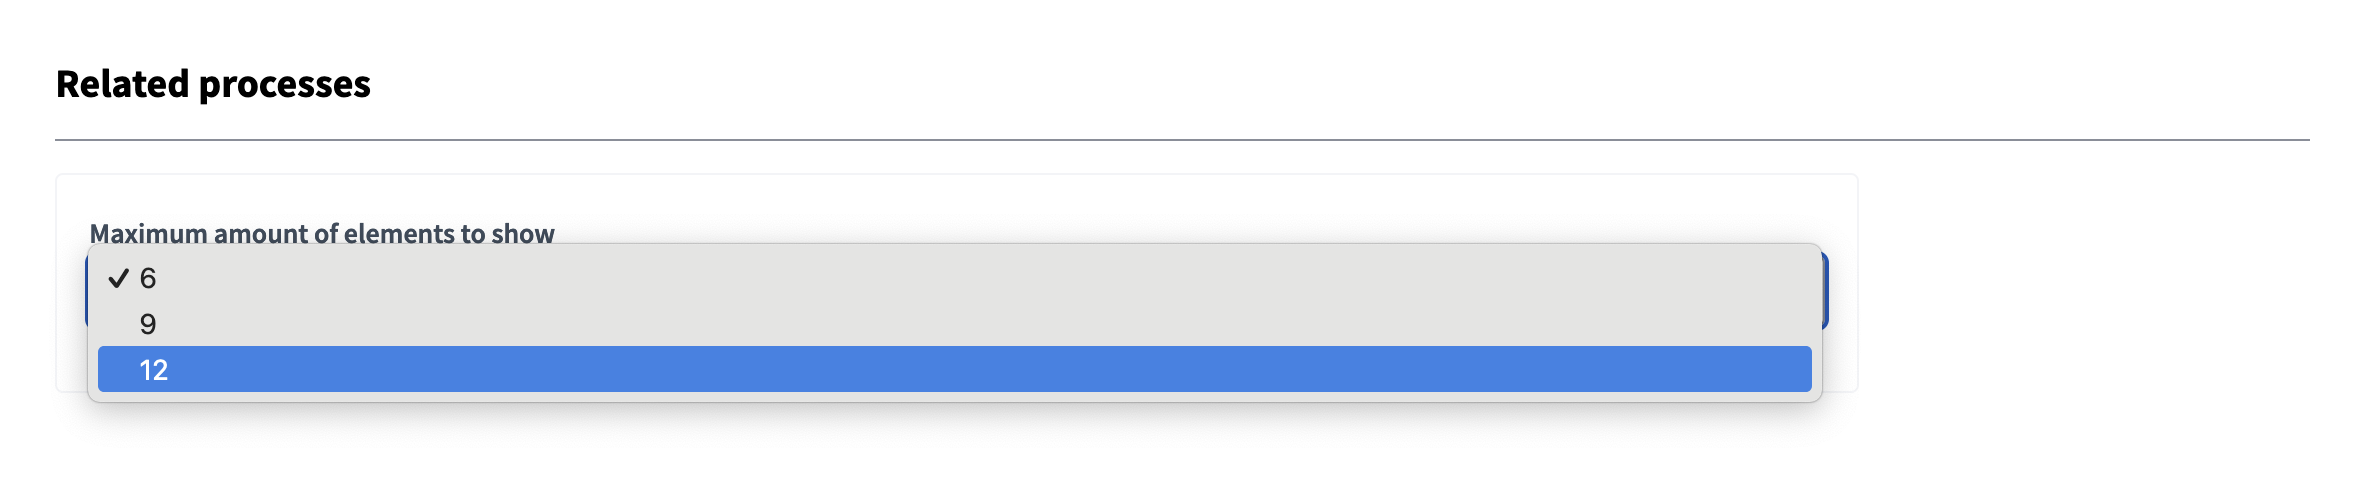 Related processes
Maximum amount of elements to show
✓ 6
9
12